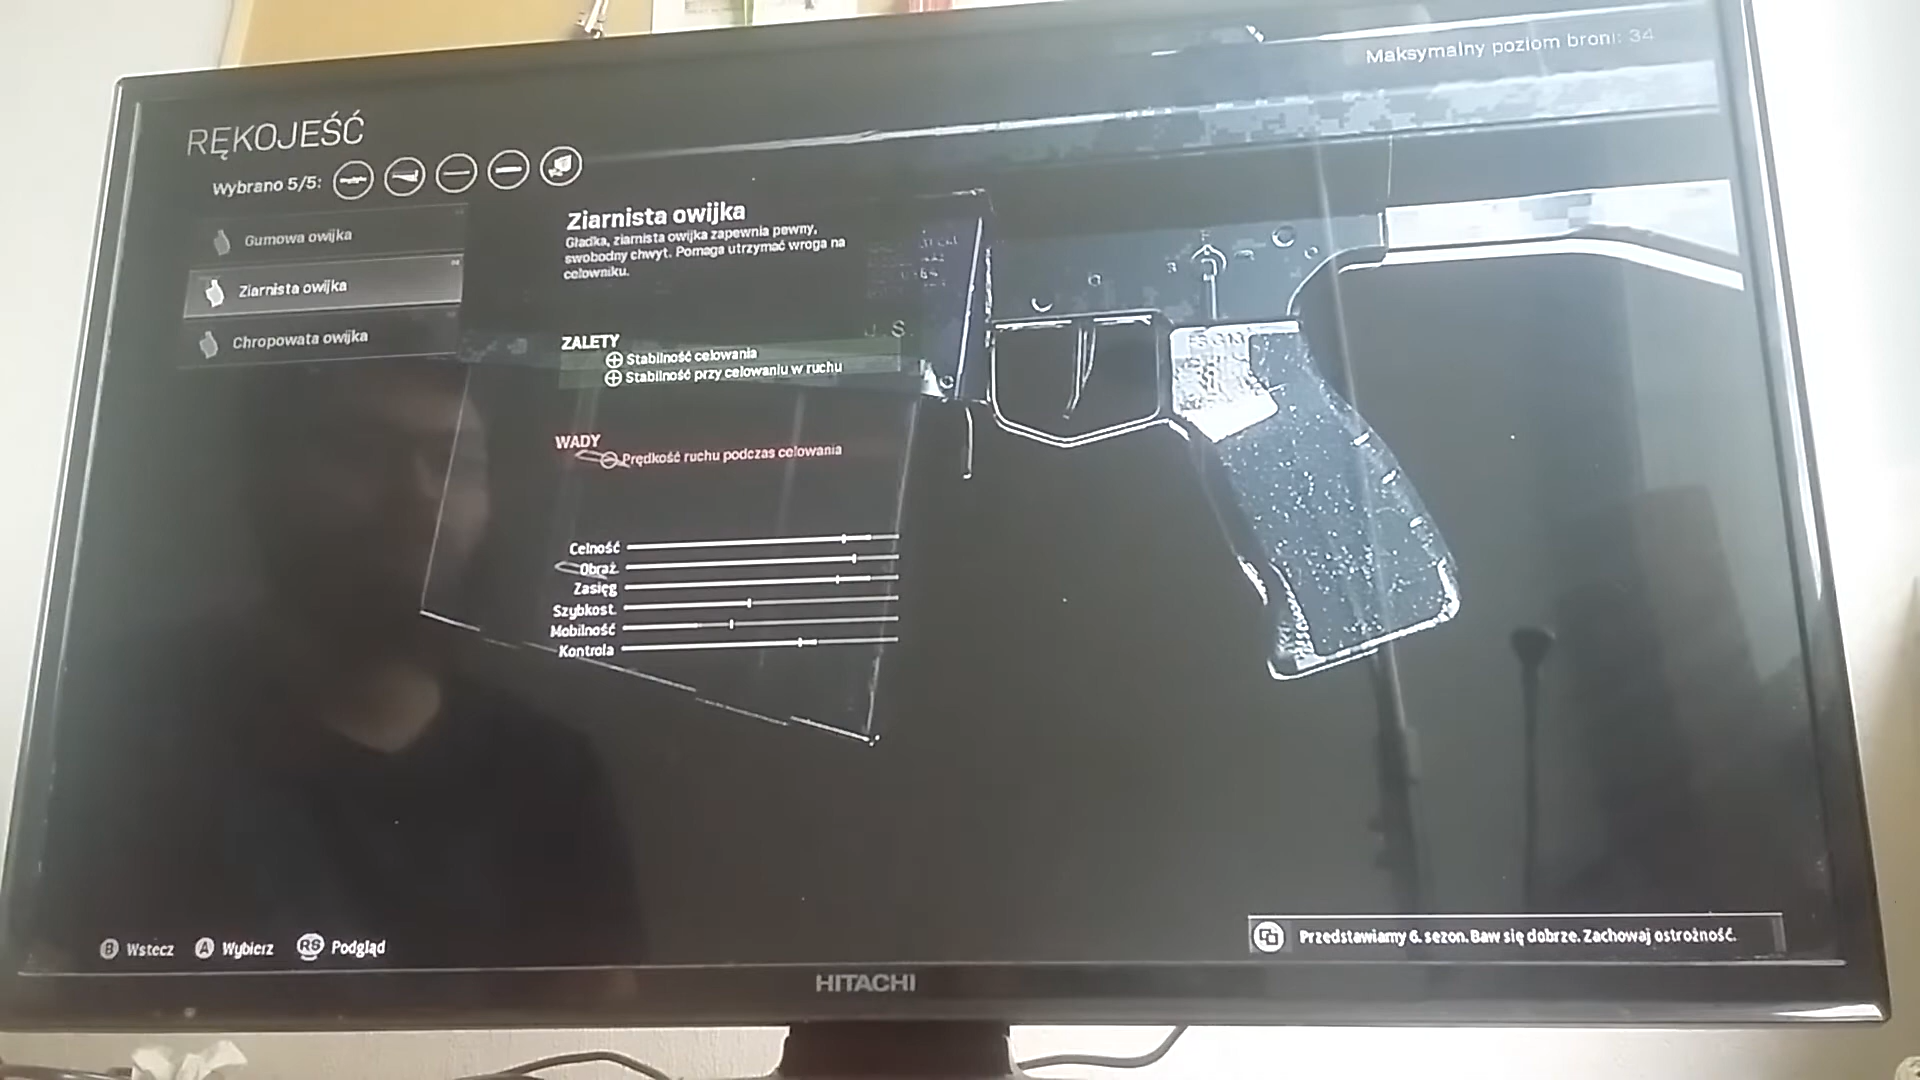 Maksymalny poziom broni: 34
RĘKOJEŚĆ
Wybrano 5/5:
Gumowa owijka
Ziarnista owijka
Chropowata owijka
Ziarnista owijka
Gładka, ziarnista owijka zapewnia pewny,
swobodny chwyt. Pomaga utrzymać wroga na
celowniku.
ZALETY
Stabilność celowania
Stabilność przy celowaniu w ruchu
WADY
Prędkość ruchu podczas celowania
Celność
Obraż.
Zasięg
Szybkost.
Mobilność
Kontrola
B Wstecz A Wybierz RS Podgląd
Przedstawiamy 6. sezon. Baw się dobrze. Zachowaj ostrożność.
HITACHI